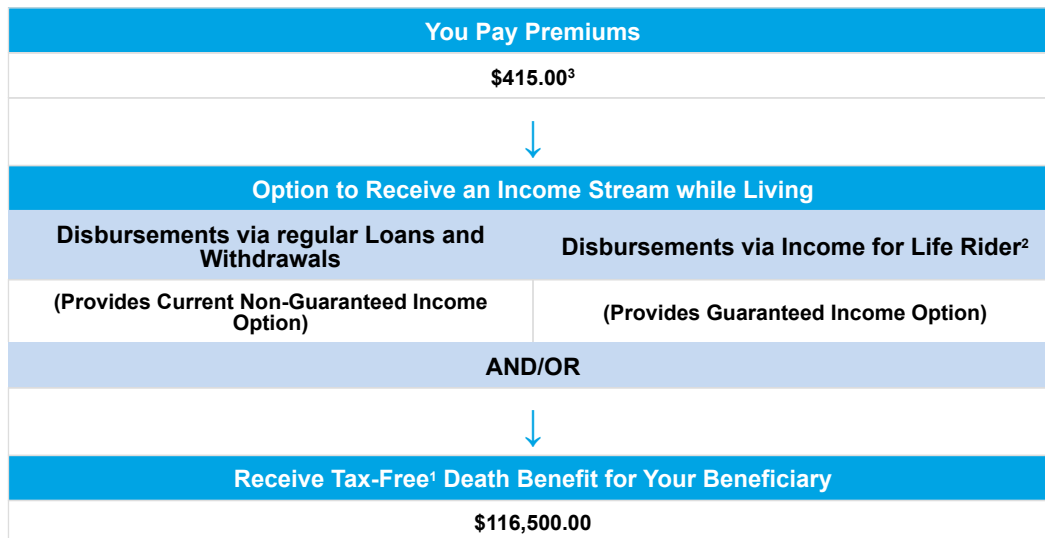 You Pay Premiums
$415.00³
↓
Option to Receive an Income Stream while Living
Disbursements via regular Loans and
Withdrawals
Disbursements via Income for Life Rider²
(Provides Current Non-Guaranteed Income
Option)
(Provides Guaranteed Income Option)
AND/OR
↓
Receive Tax-Free¹ Death Benefit for Your Beneficiary
$116,500.00